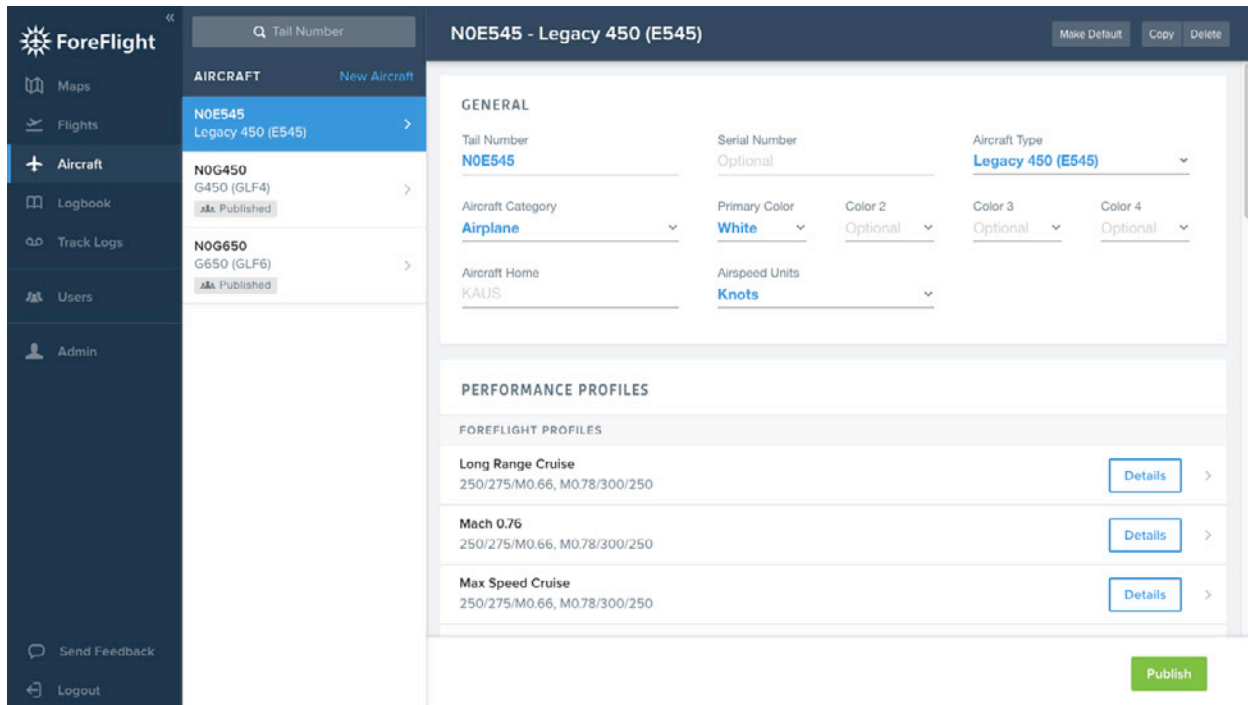 «
ForeFlight
Maps
Flights
Aircraft
Logbook
Track Logs
Users
Admin
Send Feedback
Logout
Tail Number
AIRCRAFT New Aircraft
N0E545
Legacy 450 (E545)
N0G450
G450 (GLF4)
Published
N0G650
G650 (GLF6)
Published
N0E545 - Legacy 450 (E545)
Make Default Copy Delete
GENERAL
Tail Number Serial Number Aircraft Type
N0E545 Optional Legacy 450 (E545)
Aircraft Category Primary Color Color 2 Color 3 Color 4
Airplane White Optional Optional Optional
Aircraft Home Airspeed Units
KAUS Knots
PERFORMANCE PROFILES
FOREFLIGHT PROFILES
Long Range Cruise
250/275/M0.66, M0.78/300/250
Details
Mach 0.76
250/275/M0.66, M0.78/300/250
Details
Max Speed Cruise
250/275/M0.66, M0.78/300/250
Details
Publish